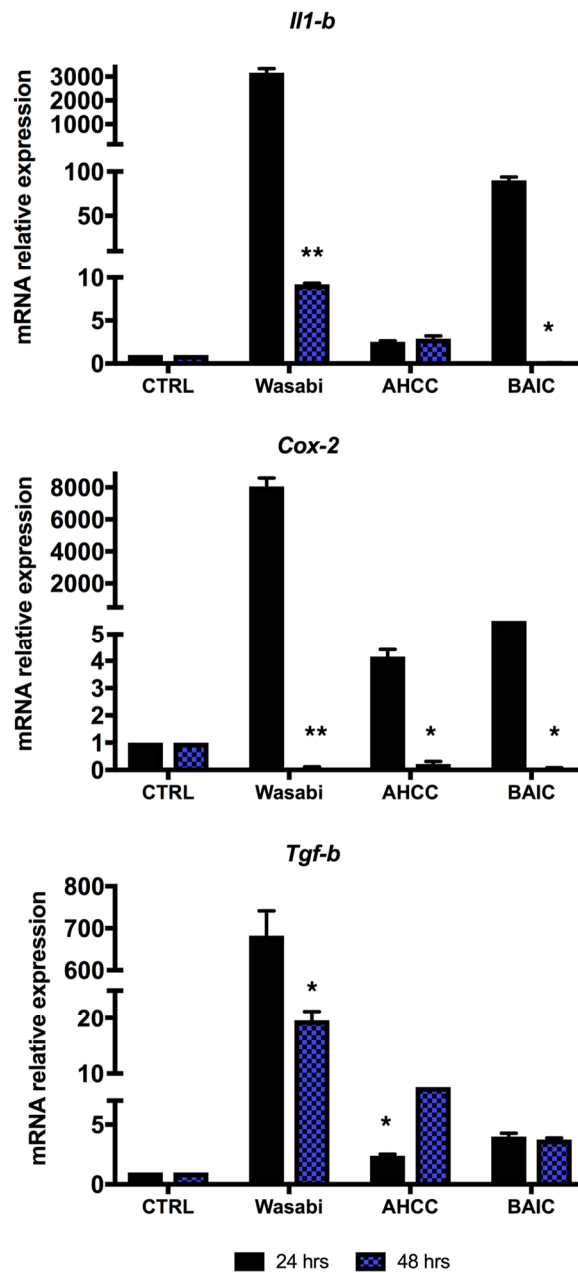 Il1-b
mRNA relative expression
3000
2000
1000
100
50
10
5
0
**
*
CTRL Wasabi AHCC BAIC
Cox-2
mRNA relative expression
8000
6000
4000
2000
5
4
3
2
1
0
** * *
CTRL Wasabi AHCC BAIC
Tgf-b
mRNA relative expression
800
700
600
20
10
5
0
*
*
CTRL Wasabi AHCC BAIC
24 hrs 48 hrs